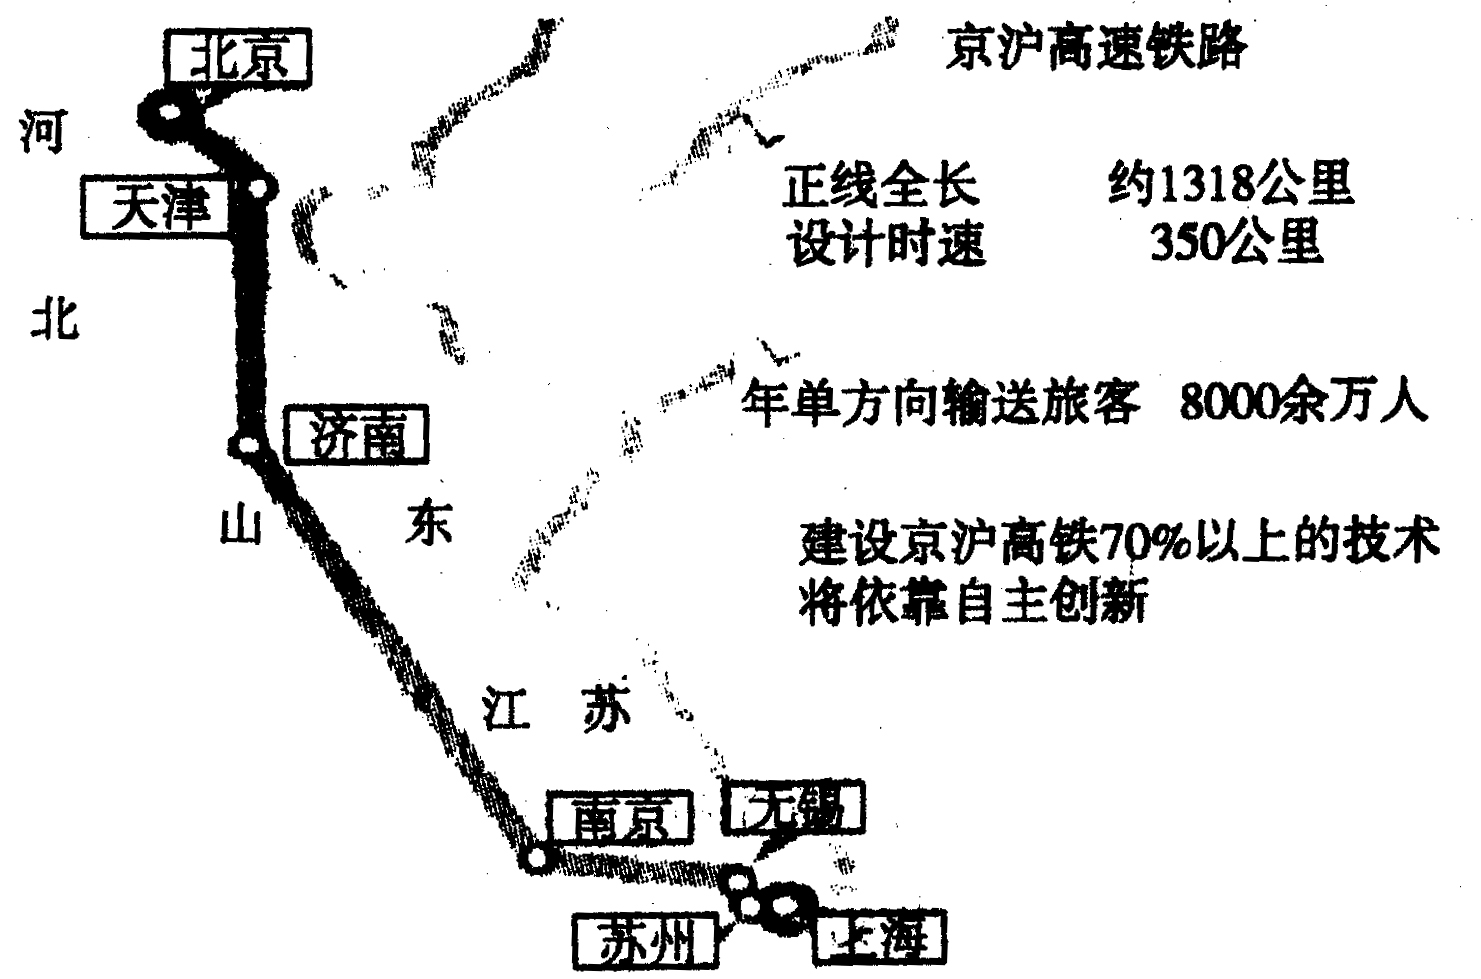 京沪高速铁路
北京
河
正线全长 约1318公里
天津
设计时速 350公里
北
年单方向输送旅客 8000余万人
济南
山 东
建设京沪高铁70%以上的技术
将依靠自主创新
江 苏
南京
无锡
苏州
上海